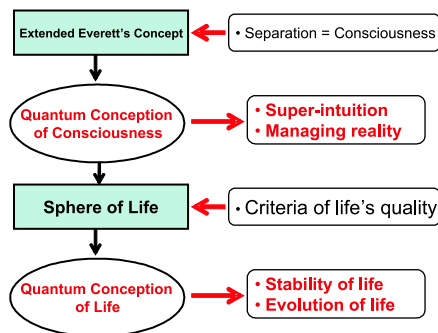 Extended Everett's Concept
• Separation = Consciousness
Quantum Conception
of Consciousness
• Super-intuition
• Managing reality
Sphere of Life
• Criteria of life's quality
Quantum Conception
of Life
• Stability of life
• Evolution of life